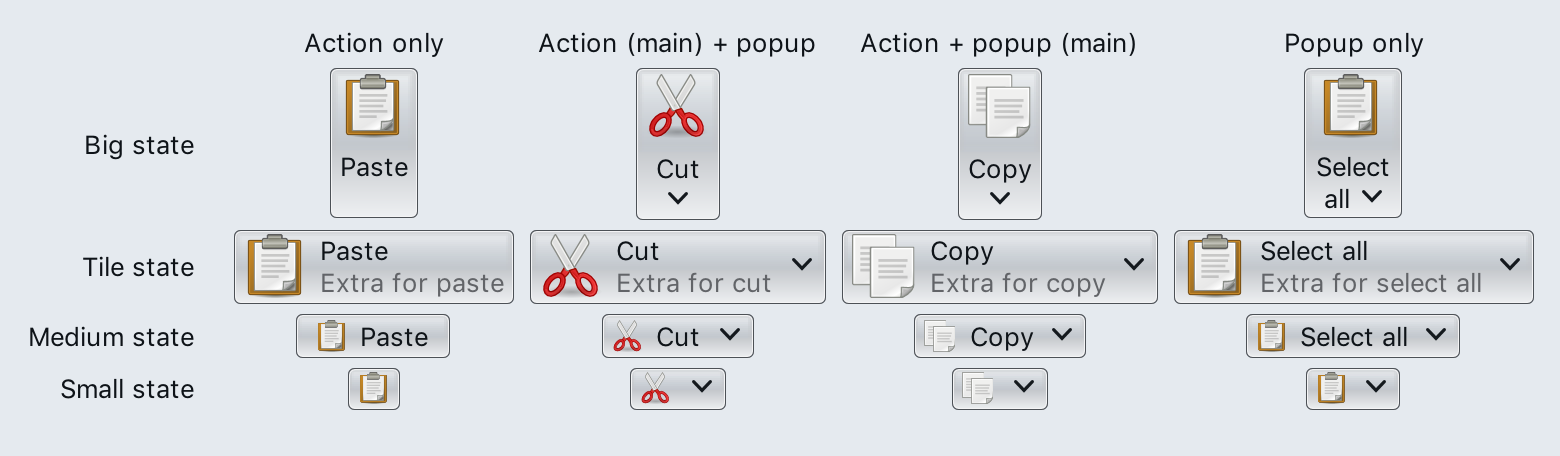 Action only
Action (main) + popup
Action + popup (main)
Popup only
Big state
Paste
Cut
Copy
Select
all
Tile state
Paste
Extra for paste
Cut
Extra for cut
Copy
Extra for copy
Select all
Extra for select all
Medium state
Paste
Cut
Copy
Select all
Small state